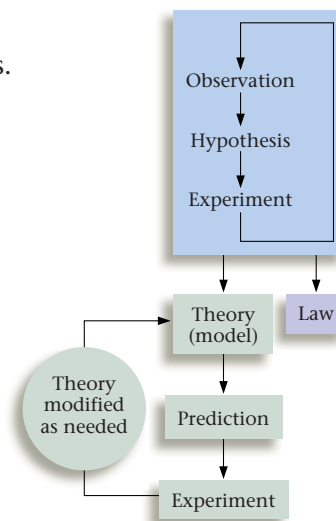 s.
Observation
Hypothesis
Experiment
Theory
(model)
Law
Theory
modified
as needed
Prediction
Experiment